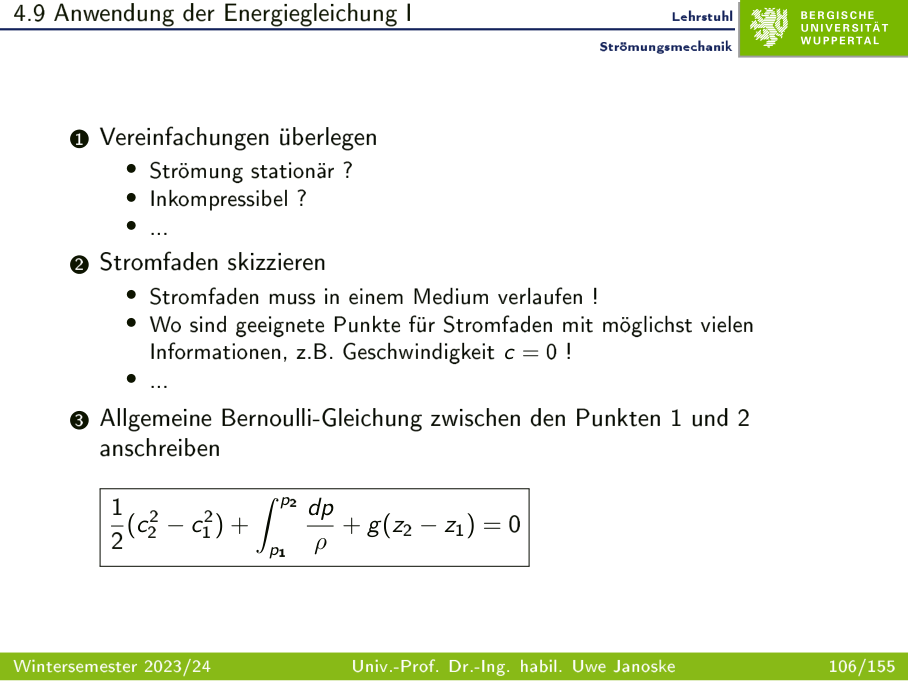 4.9 Anwendung der Energiegleichung I
Lehrstuhl
Strömungsmechanik
BERGISCHE
UNIVERSITÄT
WUPPERTAL
1 Vereinfachungen überlegen
• Strömung stationär ?
• Inkompressibel ?
• ...
2 Stromfaden skizzieren
• Stromfaden muss in einem Medium verlaufen !
• Wo sind geeignete Punkte für Stromfaden mit möglichst vielen
Informationen, z.B. Geschwindigkeit c = 0 !
• ...
3 Allgemeine Bernoulli-Gleichung zwischen den Punkten 1 und 2
anschreiben
\frac{1}{2}(c_2^2 - c_1^2) + \int_{p_1}^{p_2} \frac{dp}{\rho} + g(z_2 - z_1) = 0
Wintersemester 2023/24
Univ.-Prof. Dr.-Ing. habil. Uwe Janoske
106/155